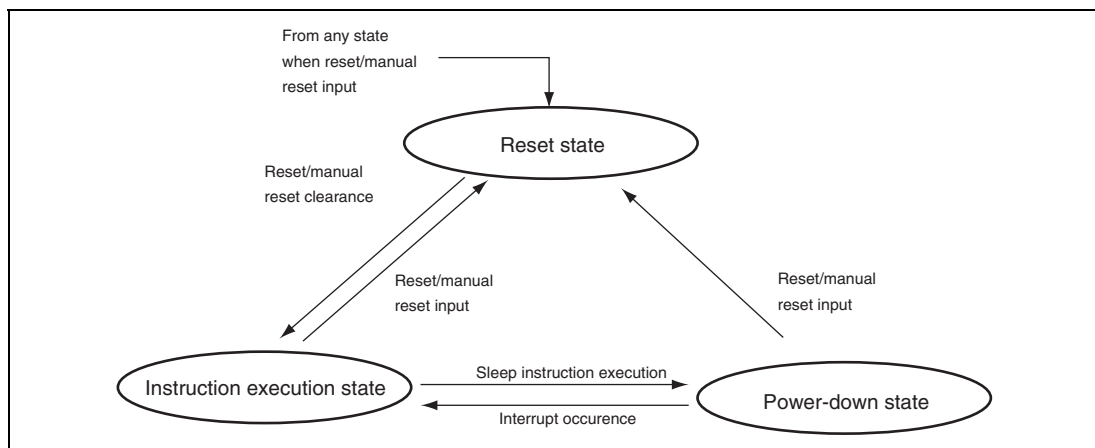 From any state
when reset/manual
reset input
Reset state
Reset/manual
reset clearance
Reset/manual
reset input
Reset/manual
reset input
Instruction execution state
Sleep instruction execution
Interrupt occurence
Power-down state